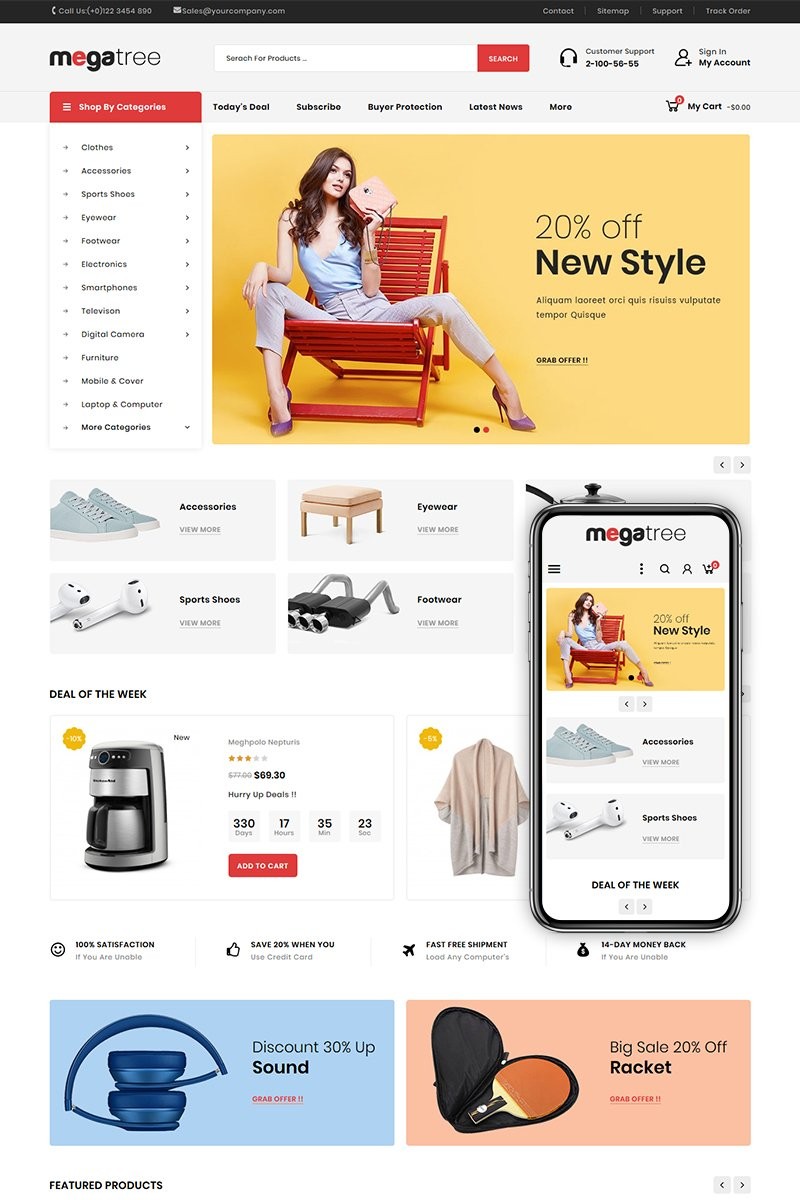 Call Us:(+0)122 3454 890
Sales@yourcompany.com
Contact
Sitemap
Support
Track Order
megatree
Serach For Products ...
SEARCH
Customer Support
2-100-56-55
Sign In
My Account
Shop By Categories
Today's Deal
Subscribe
Buyer Protection
Latest News
More
0
My Cart -$0.00
Clothes
Accessories
Sports Shoes
Eyewear
Footwear
Electronics
Smartphones
Televison
Digital Camera
Furniture
Mobile & Cover
Laptop & Computer
More Categories
20% off
New Style
Aliquam laoreet orci quis risuiss vulputate
tempor Quisque
GRAB OFFER !!
Accessories
VIEW MORE
Eyewear
VIEW MORE
Sports Shoes
VIEW MORE
Footwear
VIEW MORE
megatree
0
20% off
New Style
Accessories
VIEW MORE
Sports Shoes
VIEW MORE
DEAL OF THE WEEK
DEAL OF THE WEEK
-10%
New
Meghpolo Nepturis
$77.00 $69.30
Hurry Up Deals !!
330
Days
17
Hours
35
Min
23
Sec
ADD TO CART
-5%
100% SATISFACTION
If You Are Unable
SAVE 20% WHEN YOU
Use Credit Card
FAST FREE SHIPMENT
Load Any Computer's
14-DAY MONEY BACK
If You Are Unable
Discount 30% Up
Sound
GRAB OFFER !!
Big Sale 20% Off
Racket
GRAB OFFER !!
FEATURED PRODUCTS